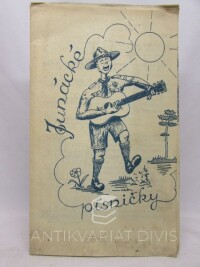 Junácké
písničky
ANTIKVARIÁT DIVIŠ